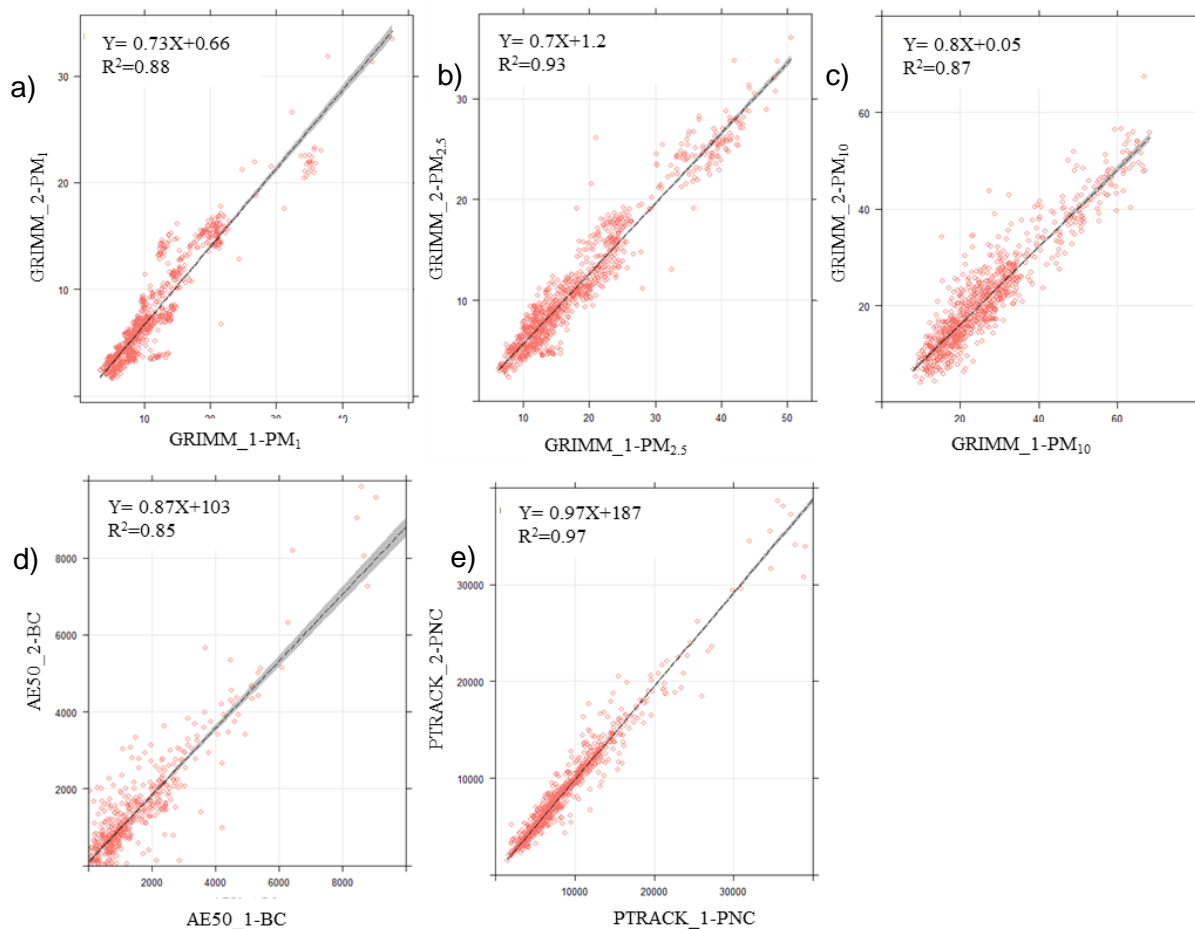 a)
Y= 0.73X+0.66
R²=0.88
GRIMM_2-PM₁
30
20
10
10
20
30
40
GRIMM_1-PM₁
b)
Y= 0.7X+1.2
R²=0.93
GRIMM_2-PM₂.₅
30
20
10
10
20
30
40
50
GRIMM_1-PM₂.₅
c)
Y= 0.8X+0.05
R²=0.87
GRIMM_2-PM₁₀
60
40
20
20
40
60
GRIMM_1-PM₁₀
d)
Y= 0.87X+103
R²=0.85
AE50_2-BC
8000
6000
4000
2000
2000
4000
6000
8000
AE50_1-BC
e)
Y= 0.97X+187
R²=0.97
PTRACK_2-PNC
30000
20000
10000
10000
20000
30000
PTRACK_1-PNC